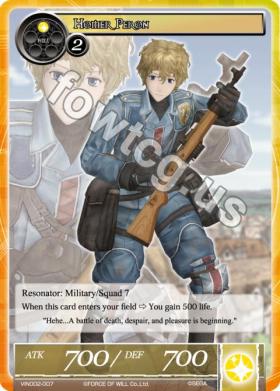 Homer Peron
WILL
2
fowtcg.us
Resonator: Military/Squad 7
When this card enters your field ⇨ You gain 500 life.
"Hehe...A battle of death, despair, and pleasure is beginning."
ATK 700/ DEF 700
VIN002-007 ©FORCE OF WILL Co.,Ltd. ©SEGA